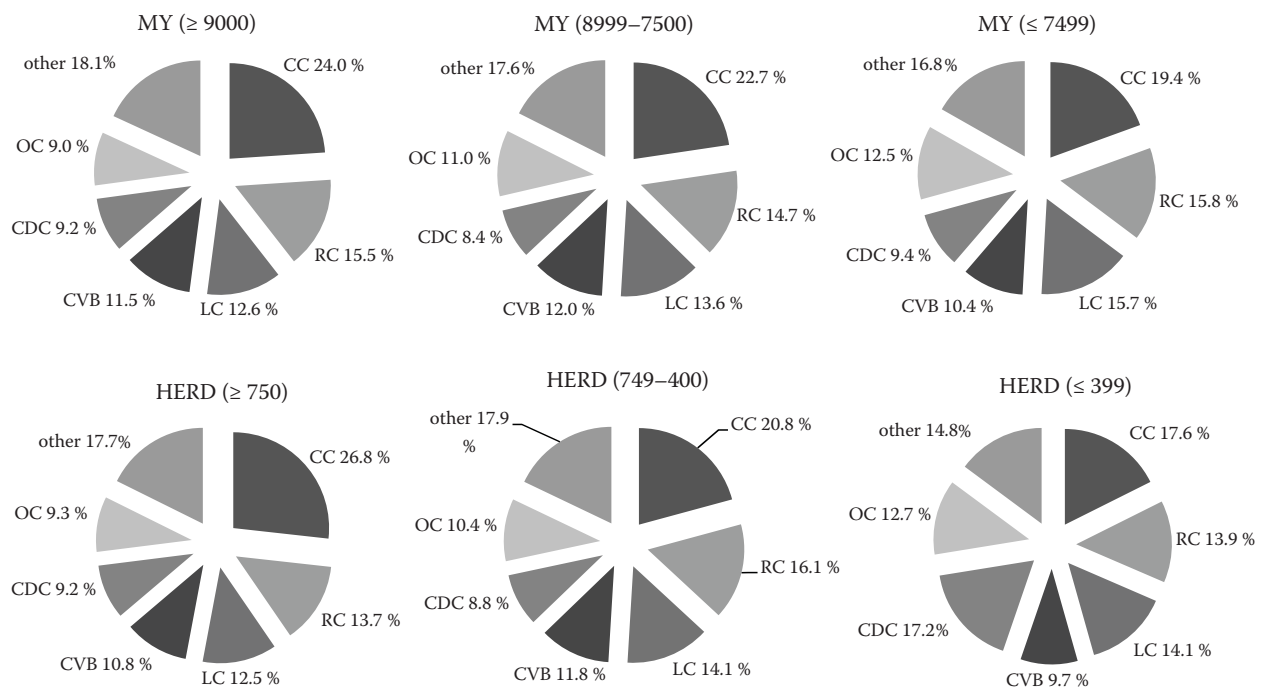 MY (≥ 9000)
other 18.1%
CC 24.0 %
OC 9.0 %
CDC 9.2 %
RC 15.5 %
CVB 11.5 %
LC 12.6 %
MY (8999–7500)
other 17.6%
CC 22.7 %
OC 11.0 %
RC 14.7 %
CDC 8.4 %
CVB 12.0 %
LC 13.6 %
MY (≤ 7499)
other 16.8%
CC 19.4 %
OC 12.5 %
RC 15.8 %
CDC 9.4 %
CVB 10.4 %
LC 15.7 %
HERD (≥ 750)
other 17.7%
CC 26.8 %
OC 9.3 %
CDC 9.2 %
RC 13.7 %
CVB 10.8 %
LC 12.5 %
HERD (749–400)
other 17.9
%
CC 20.8 %
OC 10.4 %
RC 16.1 %
CDC 8.8 %
CVB 11.8 %
LC 14.1 %
HERD (≤ 399)
other 14.8%
CC 17.6 %
OC 12.7 %
RC 13.9 %
CDC 17.2%
LC 14.1 %
CVB 9.7 %